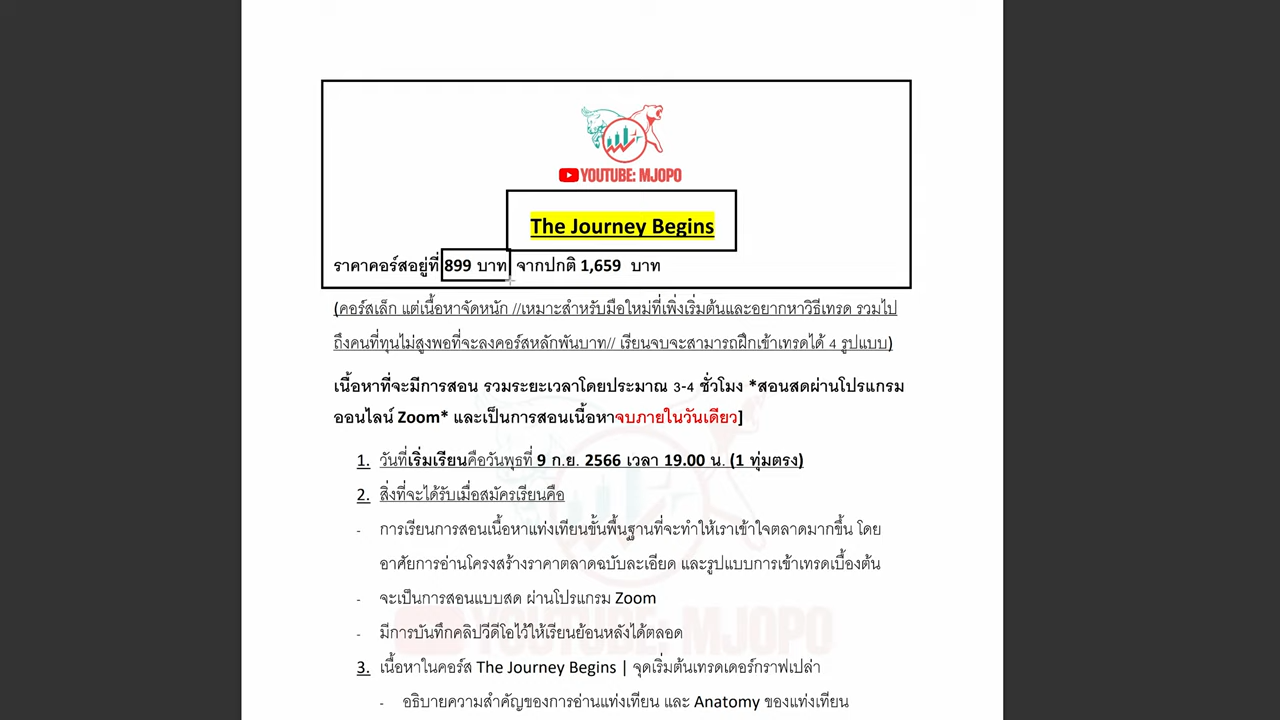 YOUTUBE: MJOPO
The Journey Begins
ราคาคอร์สอยู่ที่ 899 บาท จากปกติ 1,659 บาท
(คอร์สเล็ก แต่เนื้อหาจัดหนัก //เหมาะสำหรับมือใหม่ที่เพิ่งเริ่มต้นและอยากหาวิธีเทรด รวมไป
ถึงคนที่ทุนไม่สูงพอที่จะลงคอร์สหลักพันบาท// เรียนจบจะสามารถฝึกเข้าเทรดได้ 4 รูปแบบ)
เนื้อหาที่จะมีการสอน รวมระยะเวลาโดยประมาณ 3-4 ชั่วโมง *สอนสดผ่านโปรแกรม
ออนไลน์ Zoom* และเป็นการสอนเนื้อหาจบภายในวันเดียว]
1. วันที่เริ่มเรียนคือวันพุธที่ 9 ก.ย. 2566 เวลา 19.00 น. (1 ทุ่มตรง)
2. สิ่งที่จะได้รับเมื่อสมัครเรียนคือ
- การเรียนการสอนเนื้อหาแท่งเทียนขั้นพื้นฐานที่จะทำให้เราเข้าใจตลาดมากขึ้น โดย
อาศัยการอ่านโครงสร้างราคาตลาดฉบับละเอียด และรูปแบบการเข้าเทรดเบื้องต้น
- จะเป็นการสอนแบบสด ผ่านโปรแกรม Zoom
- มีการบันทึกคลิปวีดีโอไว้ให้เรียนย้อนหลังได้ตลอด
YOUTUBE: MJOPO
3. เนื้อหาในคอร์ส The Journey Begins | จุดเริ่มต้นเทรดเดอร์กราฟเปล่า
- อธิบายความสำคัญของการอ่านแท่งเทียน และ Anatomy ของแท่งเทียน